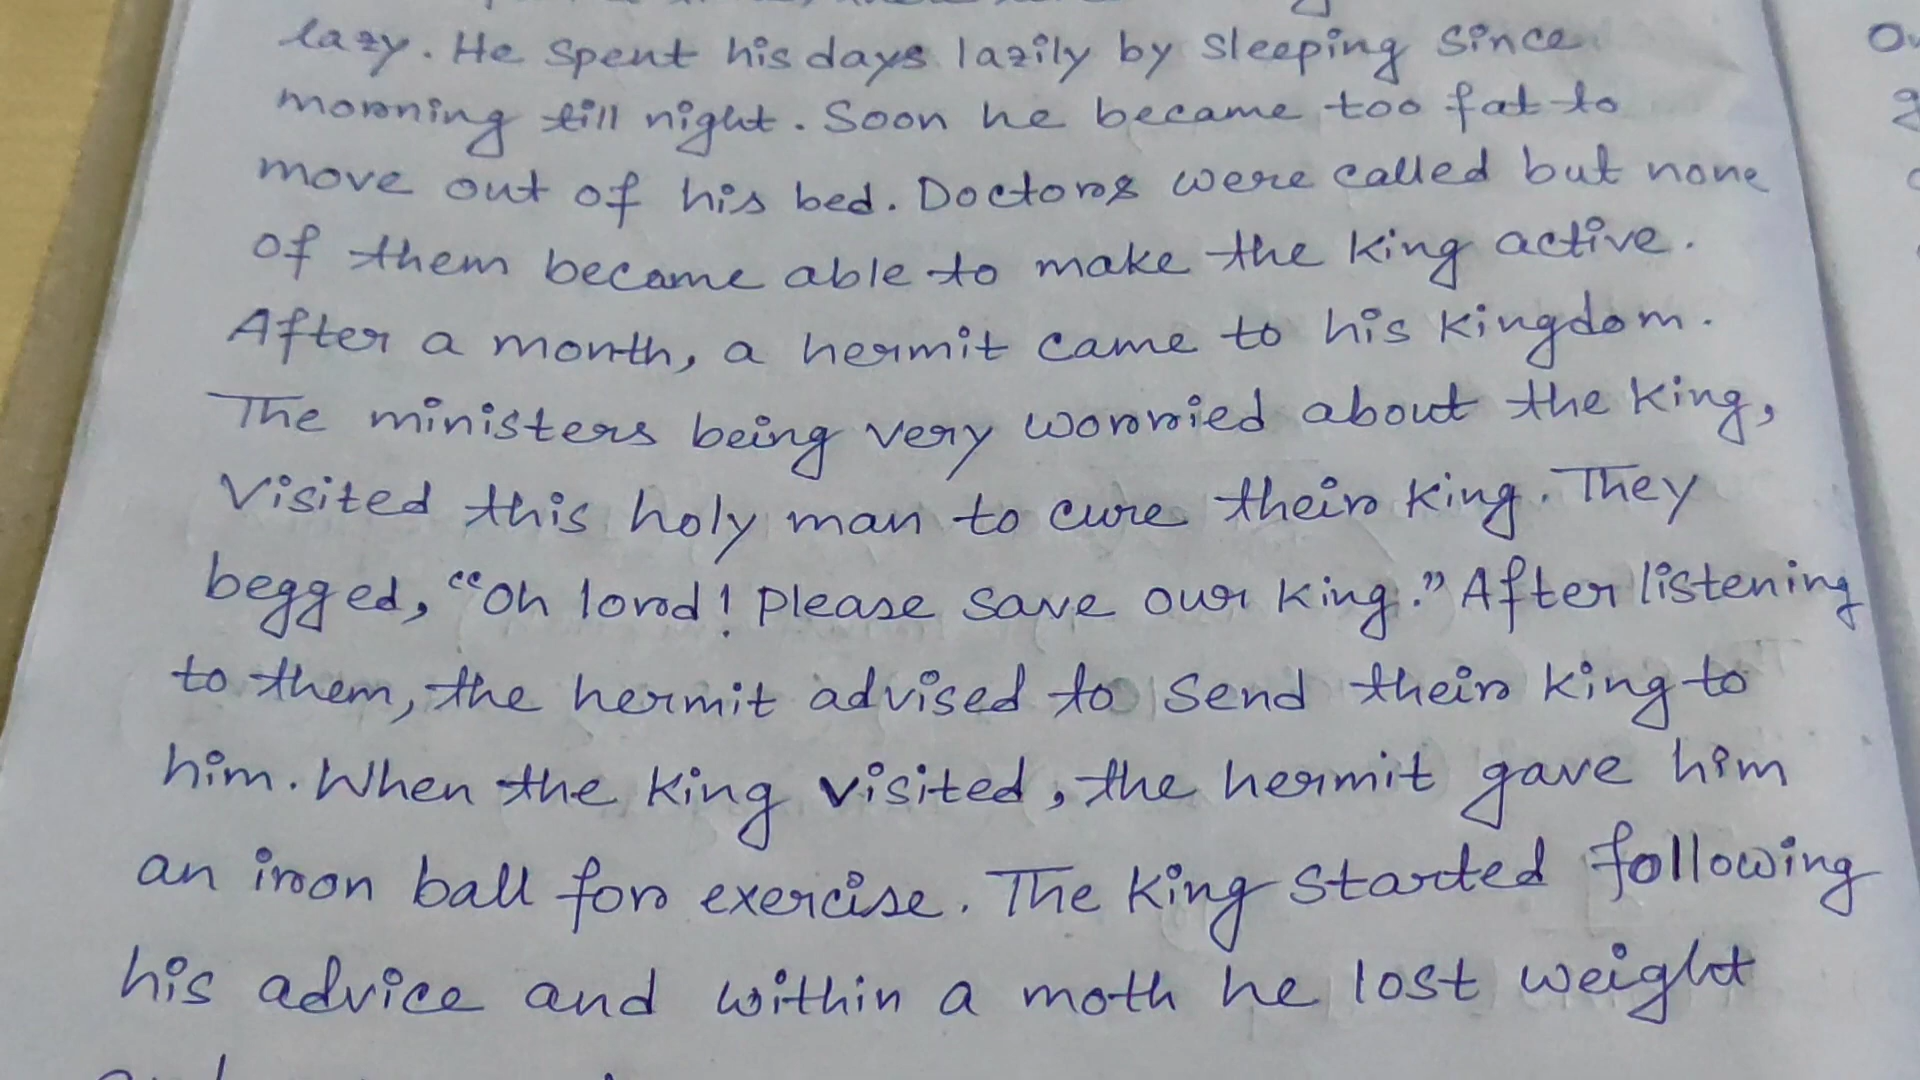 lazy. He spent his days lazily by sleeping since
morning till night. Soon he became too fat to
move out of his bed. Doctors were called but none
of them became able to make the king active.
After a month, a hermit came to his kingdom.
The ministers being very worried about the king,
visited this holy man to cure their king. They
begged, "Oh lord! Please save our king." After listening
to them, the hermit advised to send their king to
him. When the king visited, the hermit gave him
an iron ball for exercise. The king started following
his advice and within a moth he lost weight